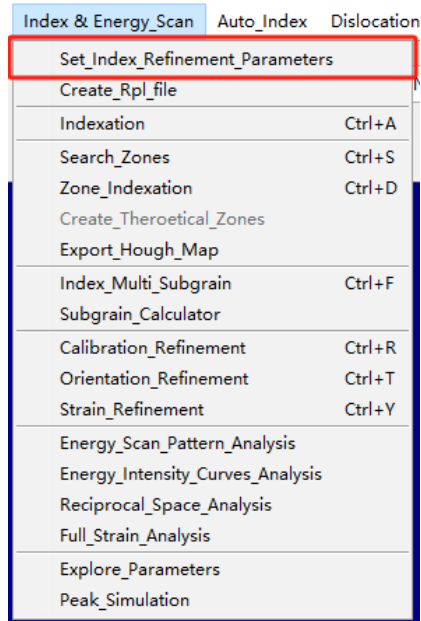 Index & Energy_Scan Auto_Index Dislocation
Set_Index_Refinement_Parameters
Create_Rpl_file
Indexation Ctrl+A
Search_Zones Ctrl+S
Zone_Indexation Ctrl+D
Create_Theroetical_Zones
Export_Hough_Map
Index_Multi_Subgrain Ctrl+F
Subgrain_Calculator
Calibration_Refinement Ctrl+R
Orientation_Refinement Ctrl+T
Strain_Refinement Ctrl+Y
Energy_Scan_Pattern_Analysis
Energy_Intensity_Curves_Analysis
Reciprocal_Space_Analysis
Full_Strain_Analysis
Explore_Parameters
Peak_Simulation